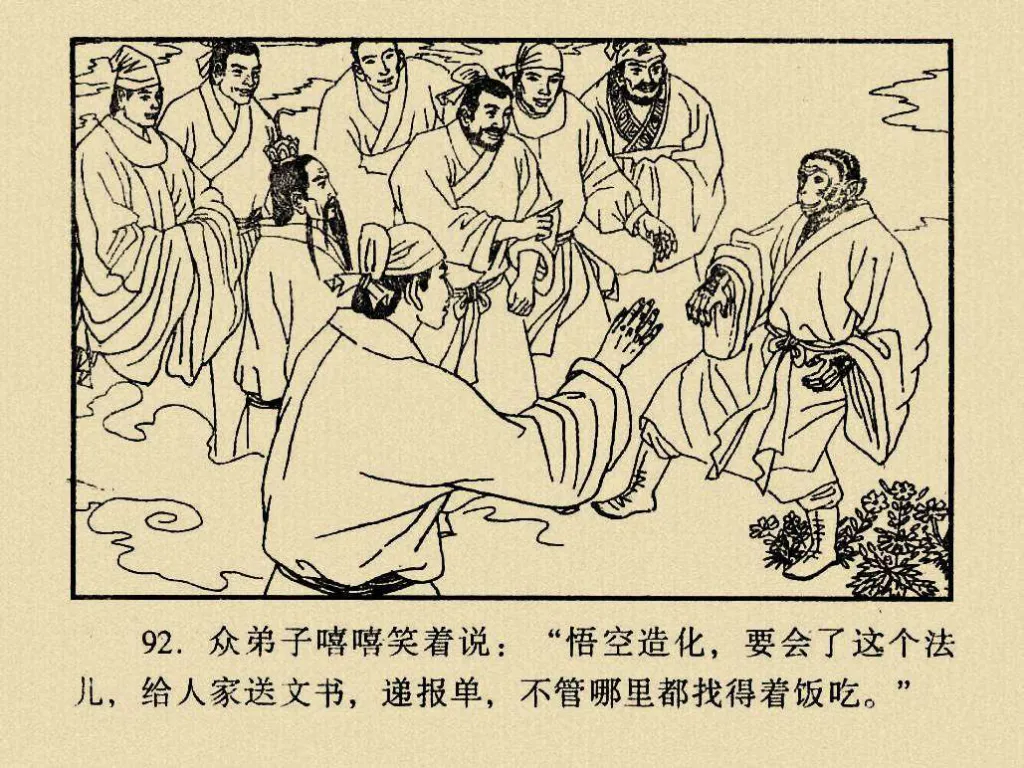 92. 众弟子嘻嘻笑着说：“悟空造化，要会了这个法
儿，给人家送文书，递报单，不管哪里都找得着饭吃。”